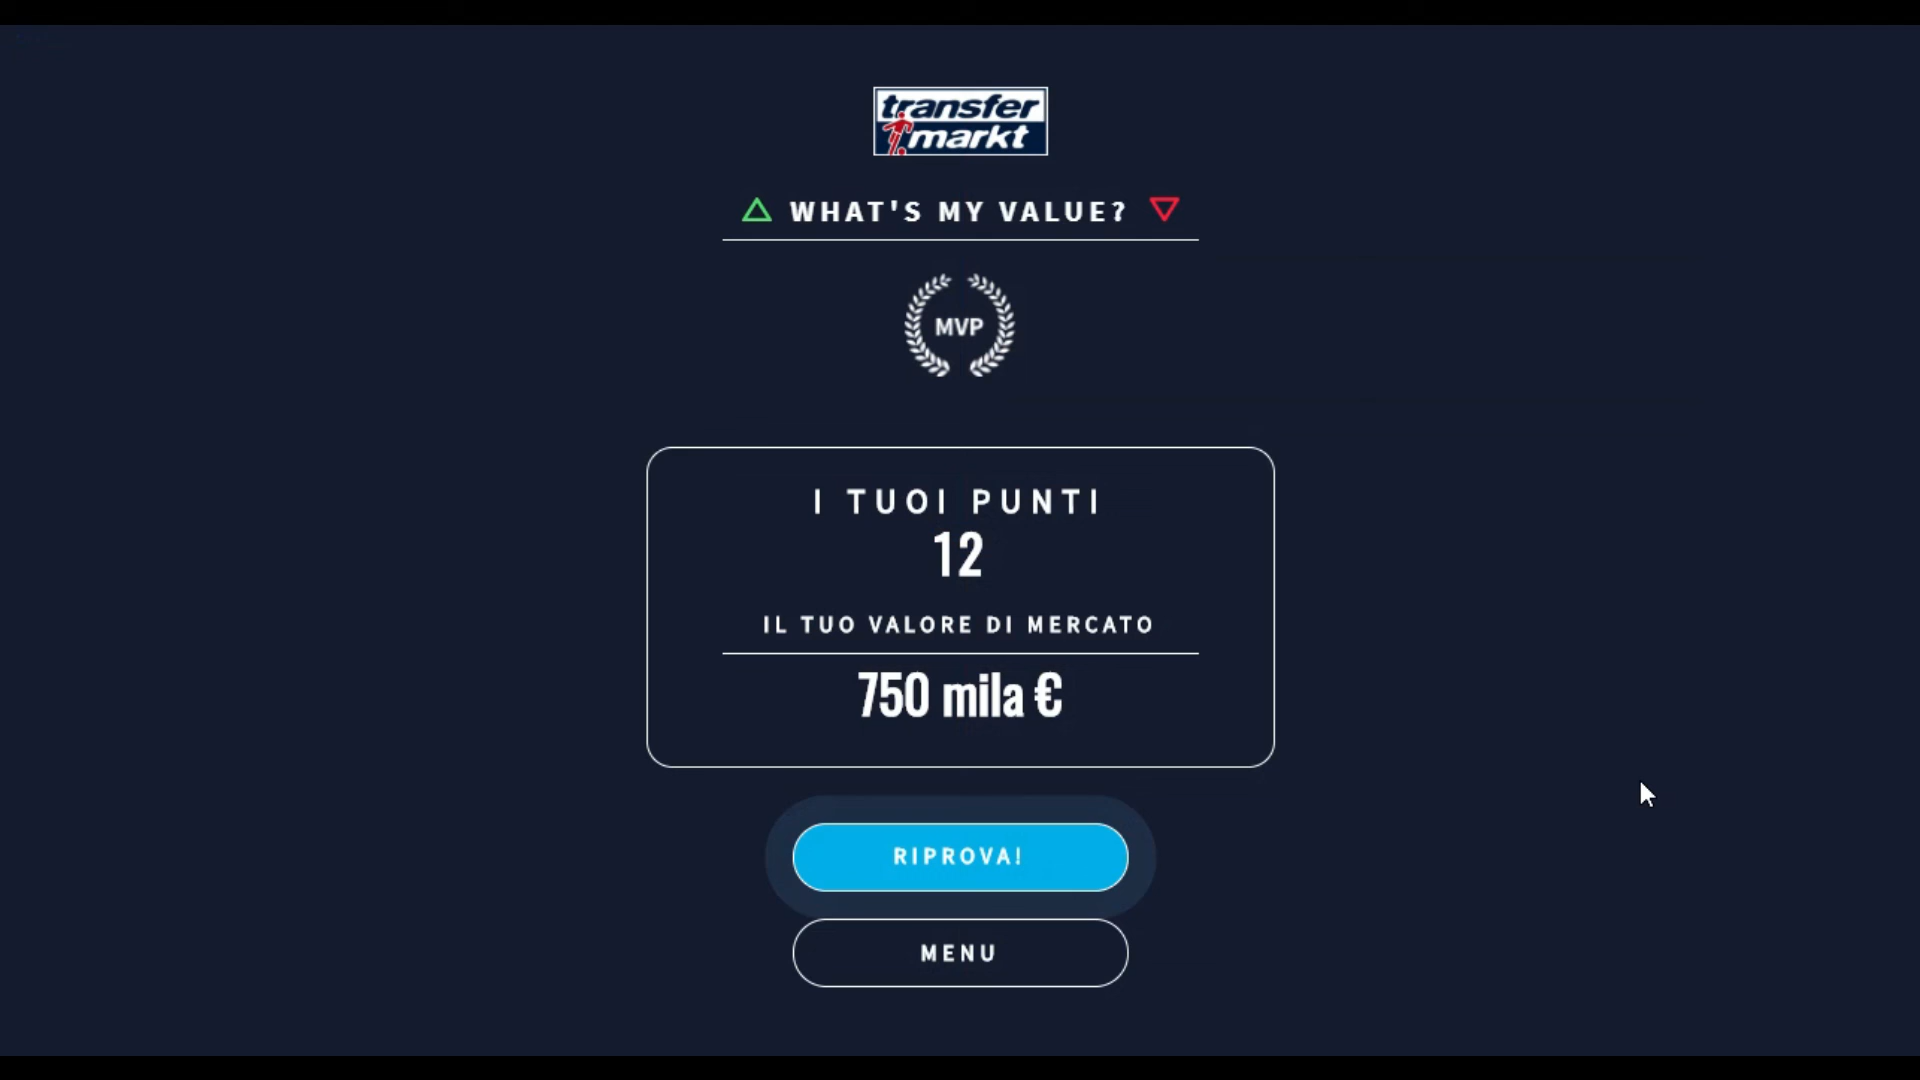 transfer
markt
WHAT'S MY VALUE?
MVP
I TUOI PUNTI
12
IL TUO VALORE DI MERCATO
750 mila €
RIPROVA!
MENU